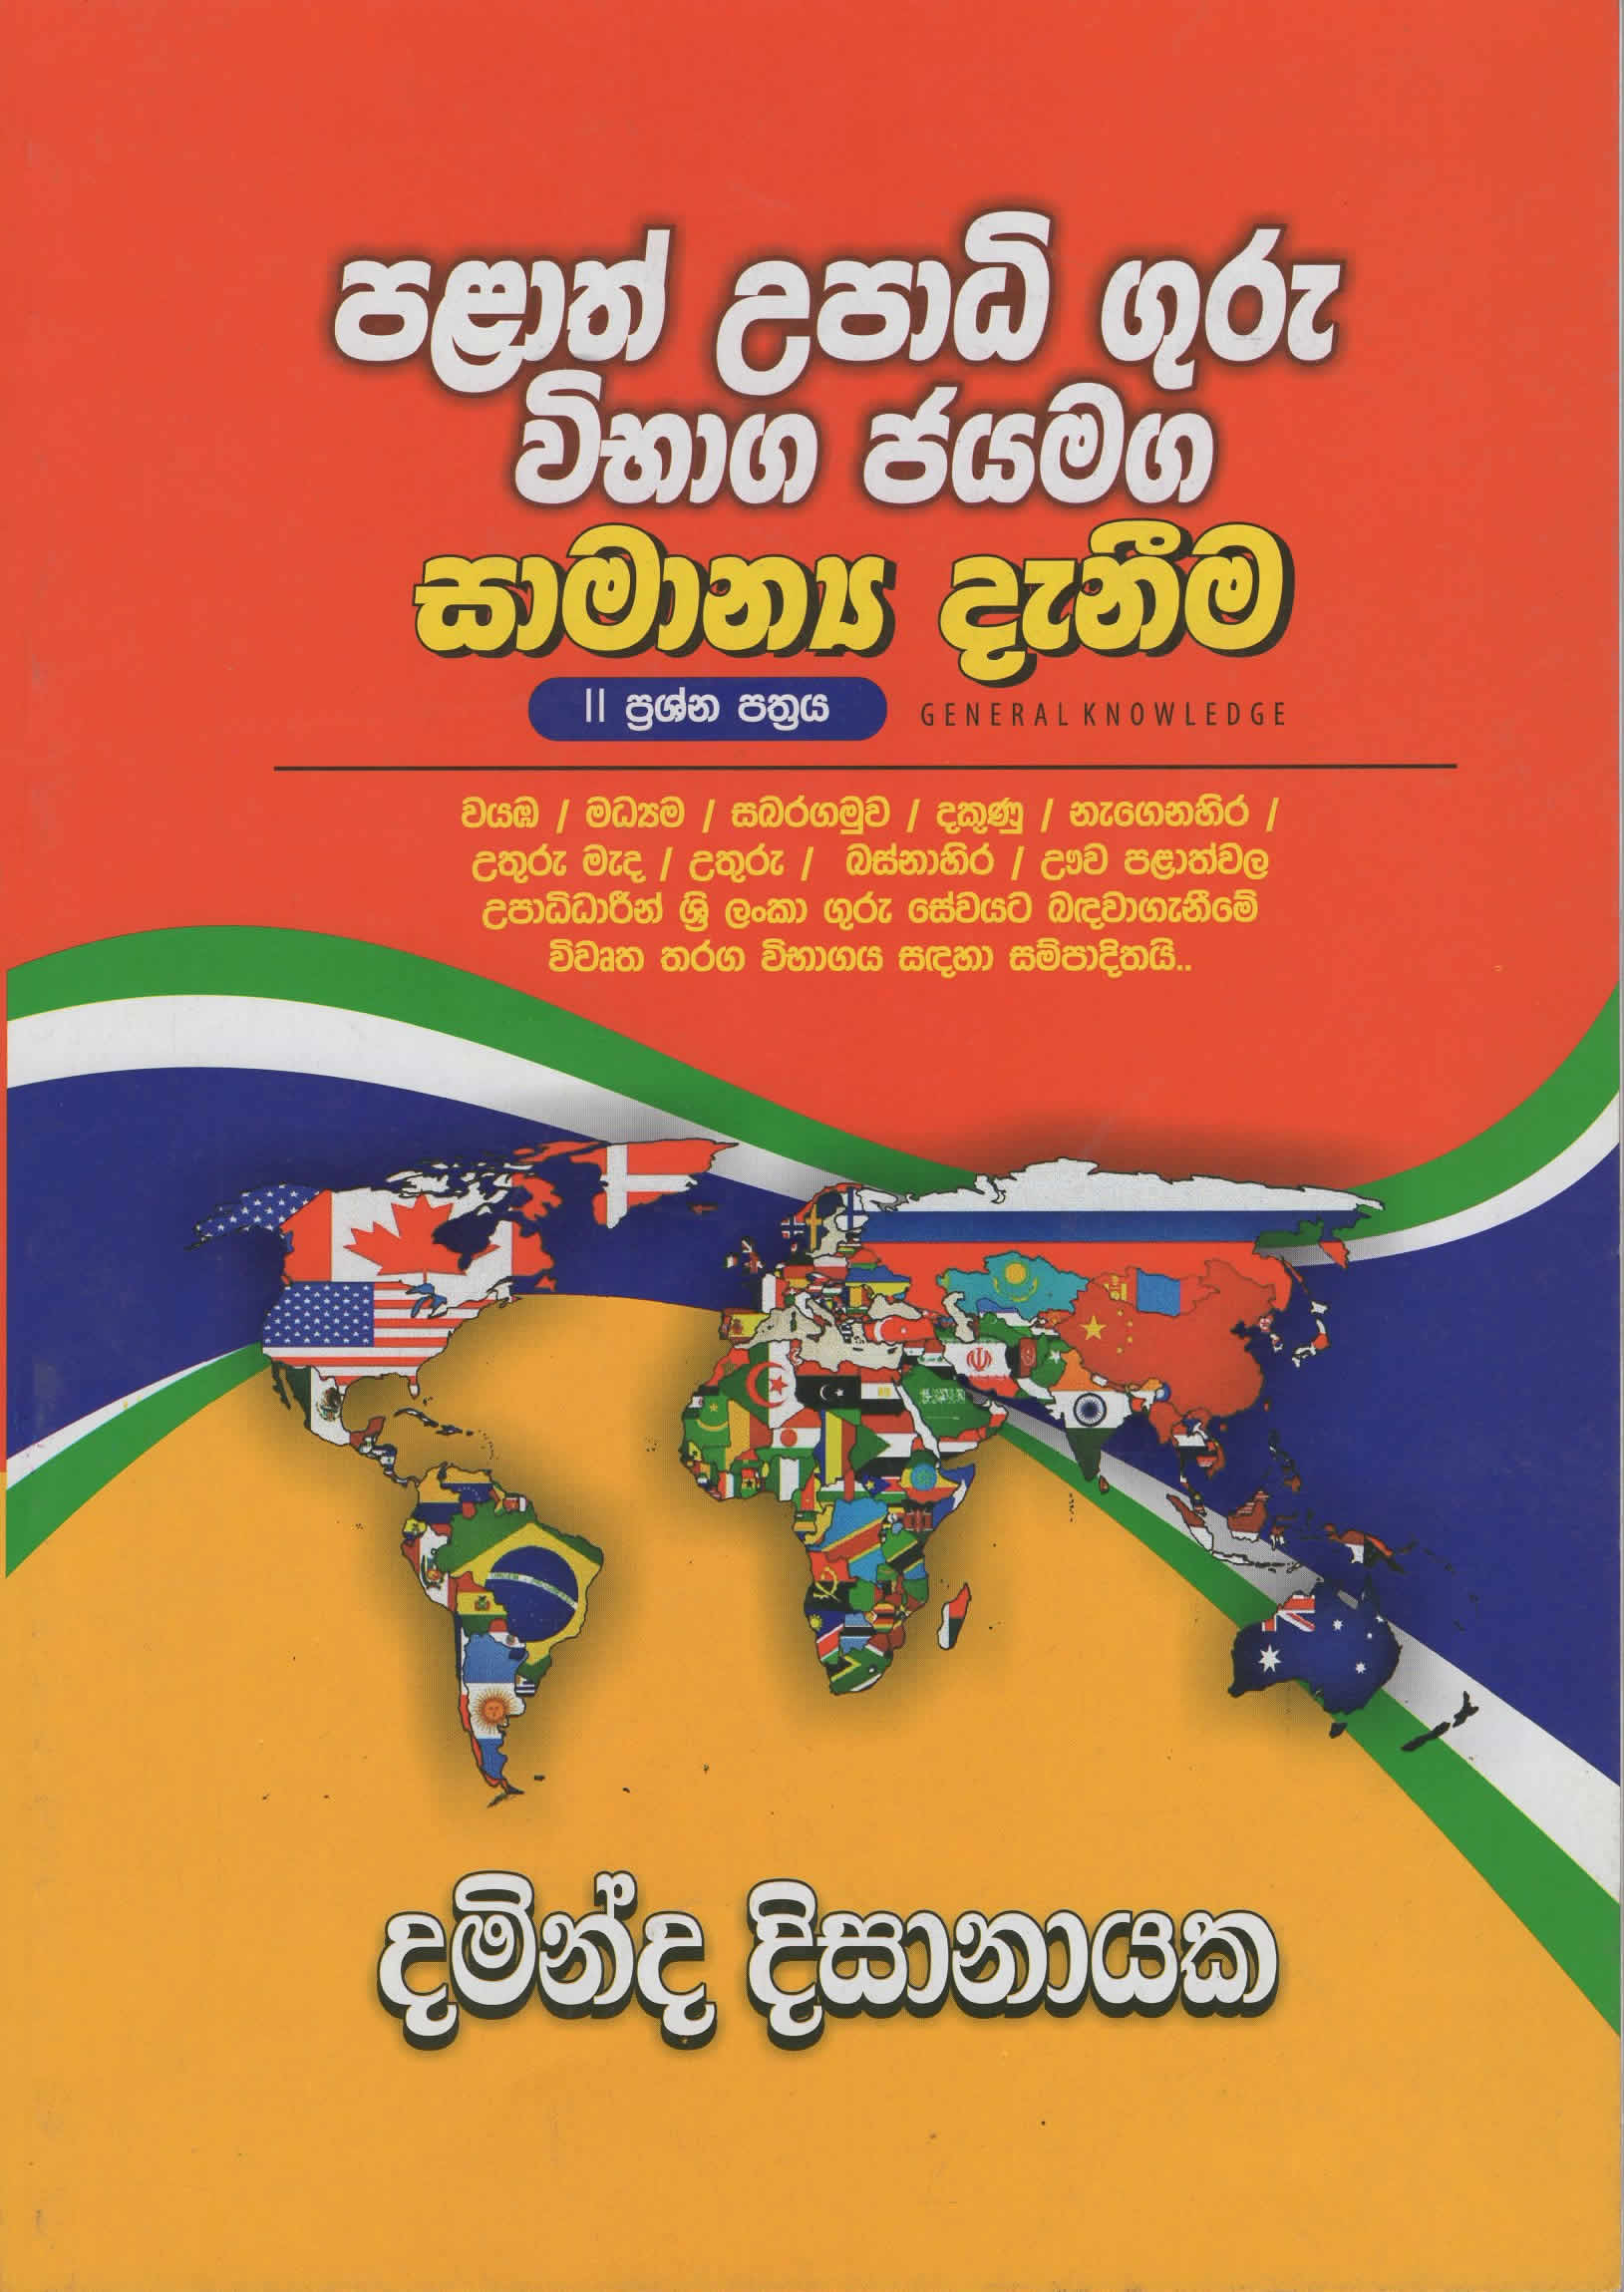 පළාත් උපාධි ගුරු
විභාග ජයමග
සාමාන්‍ය දැනීම
II ප්‍රශ්න පත්‍රය
GENERAL KNOWLEDGE
වයඹ / මධ්‍යම / සබරගමුව / දකුණු / නැගෙනහිර /
උතුරු මැද / උතුරු / බස්නාහිර / ඌව පළාත්වල
උපාධිධාරීන් ශ්‍රී ලංකා ගුරු සේවයට බඳවාගැනීමේ
විවෘත තරග විභාගය සඳහා සම්පාදිතයි..
දමින්ද දිසානායක